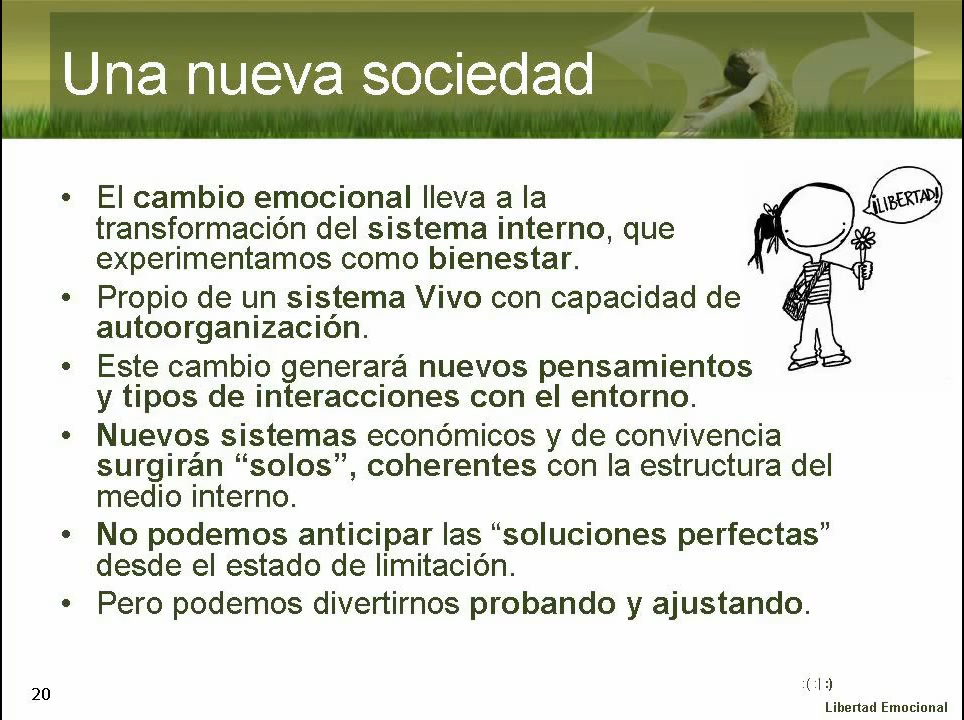 Una nueva sociedad
¡LIBERTAD!
• El cambio emocional lleva a la
transformación del sistema interno, que
experimentamos como bienestar.
• Propio de un sistema Vivo con capacidad de
autoorganización.
• Este cambio generará nuevos pensamientos
y tipos de interacciones con el entorno.
• Nuevos sistemas económicos y de convivencia
surgirán “solos”, coherentes con la estructura del
medio interno.
• No podemos anticipar las “soluciones perfectas”
desde el estado de limitación.
• Pero podemos divertirnos probando y ajustando.
20
:( :| :)
Libertad Emocional